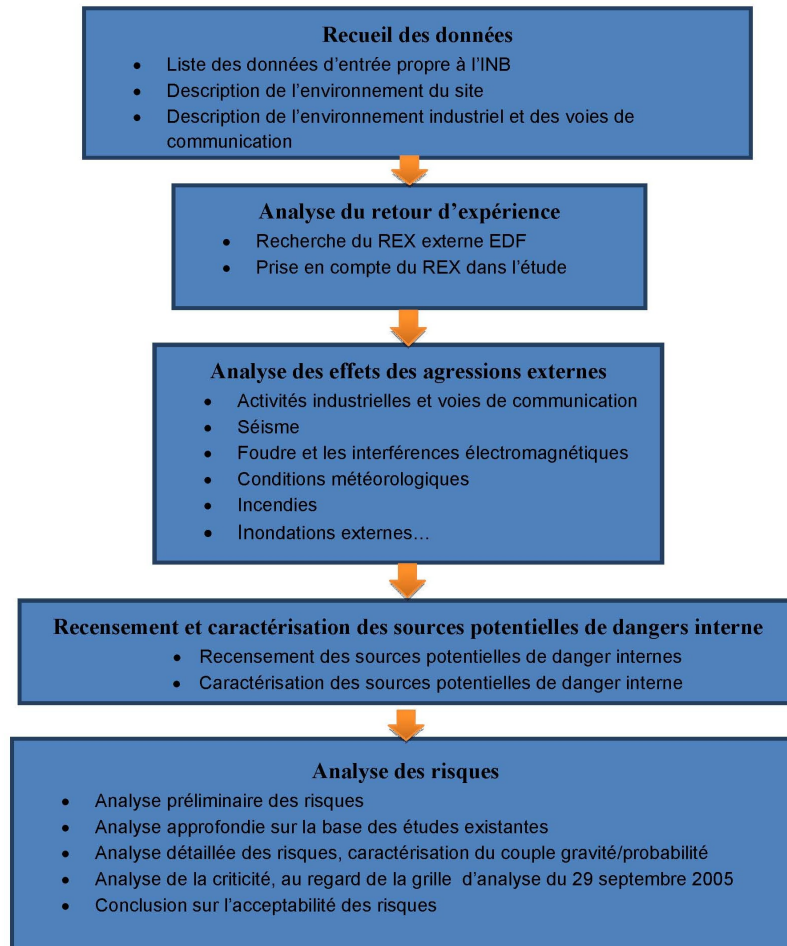 Recueil des données
• Liste des données d'entrée propre à l'INB
• Description de l'environnement du site
• Description de l'environnement industriel et des voies de
communication
Analyse du retour d'expérience
• Recherche du REX externe EDF
• Prise en compte du REX dans l'étude
Analyse des effets des agressions externes
• Activités industrielles et voies de communication
• Séisme
• Foudre et les interférences électromagnétiques
• Conditions météorologiques
• Incendies
• Inondations externes…
Recensement et caractérisation des sources potentielles de dangers interne
• Recensement des sources potentielles de danger internes
• Caractérisation des sources potentielles de danger interne
Analyse des risques
• Analyse préliminaire des risques
• Analyse approfondie sur la base des études existantes
• Analyse détaillée des risques, caractérisation du couple gravité/probabilité
• Analyse de la criticité, au regard de la grille d'analyse du 29 septembre 2005
• Conclusion sur l'acceptabilité des risques